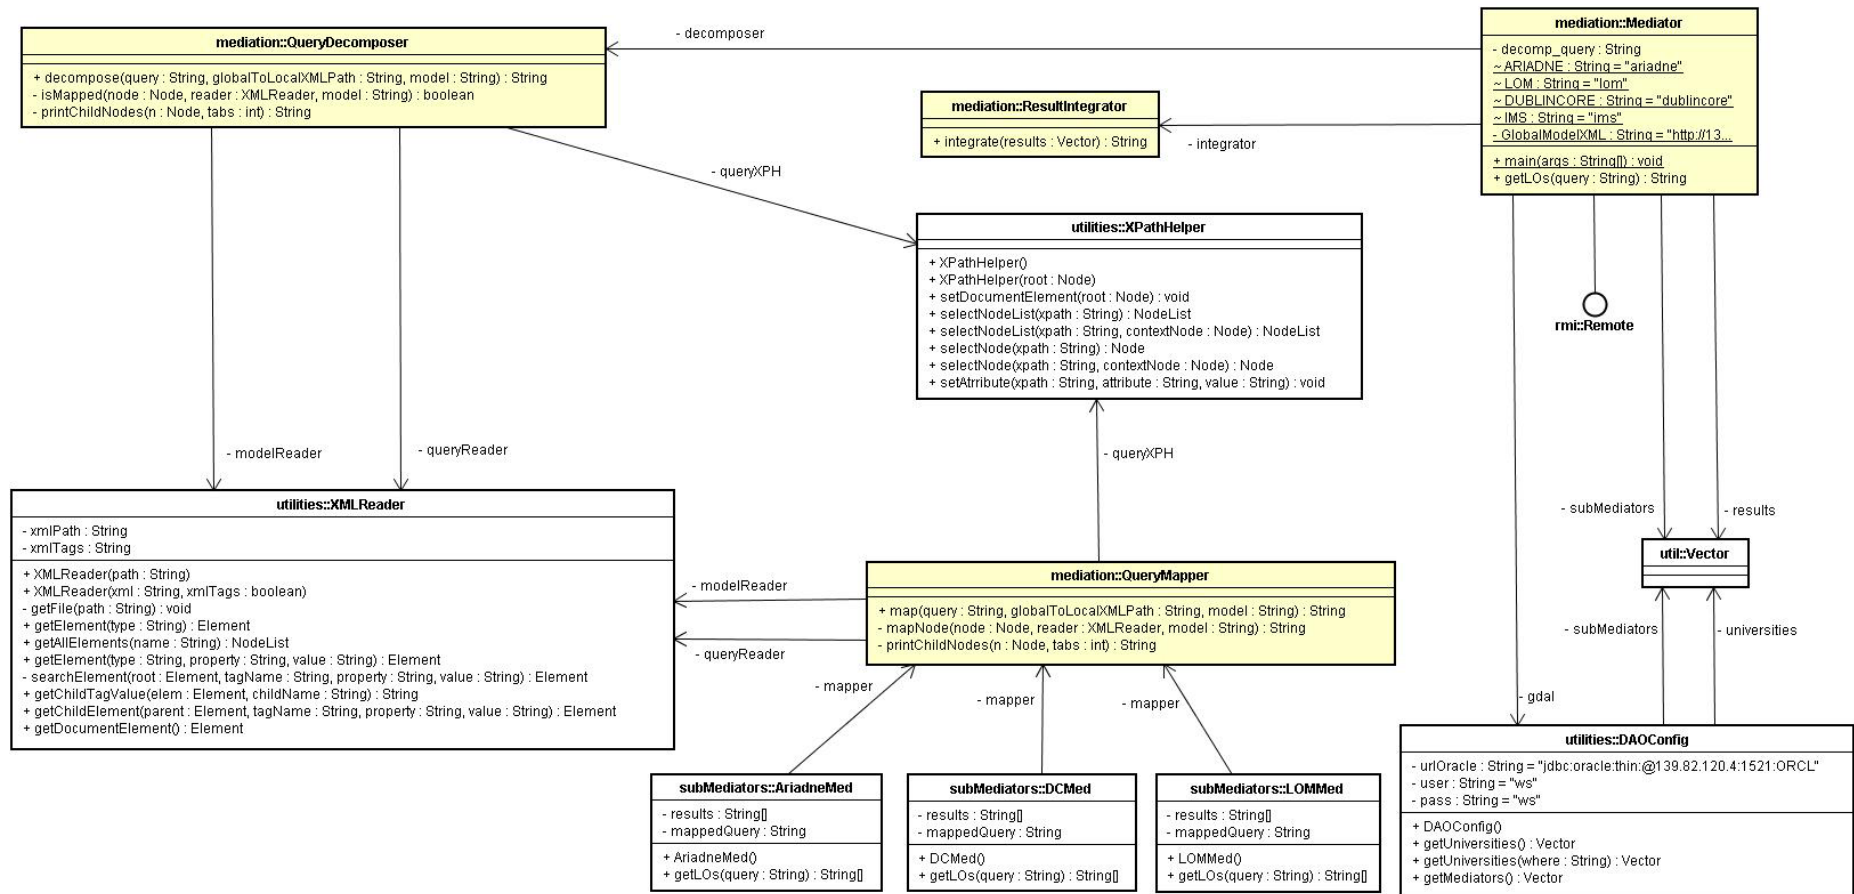 mediation::QueryDecomposer
+ decompose(query : String, globalToLocalXMLPath : String, model : String) : String
- isMapped(node : Node, reader : XMLReader, model : String) : boolean
- printChildNodes(n : Node, tabs : int) : String
- decomposer
mediation::Mediator
- decomp_query : String
~ ARIADNE : String = "ariadne"
~ LOM : String = "lom"
~ DUBLINCORE : String = "dublincore"
~ IMS : String = "ims"
- GlobalModelXML : String = "http://13...
+ main(args : String[]) : void
+ getLOs(query : String) : String
mediation::ResultIntegrator
+ integrate(results : Vector) : String
- integrator
- queryXPH
utilities::XPathHelper
+ XPathHelper()
+ XPathHelper(root : Node)
+ setDocumentElement(root : Node) : void
+ selectNodeList(xpath : String) : NodeList
+ selectNodeList(xpath : String, contextNode : Node) : NodeList
+ selectNode(xpath : String) : Node
+ selectNode(xpath : String, contextNode : Node) : Node
+ setAtrribute(xpath : String, attribute : String, value : String) : void
rmi::Remote
- modelReader
- queryReader
- queryXPH
- subMediators
- results
utilities::XMLReader
- xmlPath : String
- xmlTags : String
+ XMLReader(path : String)
+ XMLReader(xml : String, xmlTags : boolean)
- getFile(path : String) : void
+ getElement(type : String) : Element
+ getAllElements(name : String) : NodeList
+ getElement(type : String, property : String, value : String) : Element
- searchElement(root : Element, tagName : String, property : String, value : String) : Element
+ getChildTagValue(elem : Element, childName : String) : String
+ getChildElement(parent : Element, tagName : String, property : String, value : String) : Element
+ getDocumentElement() : Element
- modelReader
- queryReader
mediation::QueryMapper
+ map(query : String, globalToLocalXMLPath : String, model : String) : String
- mapNode(node : Node, reader : XMLReader, model : String) : String
- printChildNodes(n : Node, tabs : int) : String
util::Vector
- subMediators
- universities
- mapper
- mapper
- mapper
- gdal
subMediators::AriadneMed
- results : String[]
- mappedQuery : String
+ AriadneMed()
+ getLOs(query : String) : String[]
subMediators::DCMed
- results : String[]
- mappedQuery : String
+ DCMed()
+ getLOs(query : String) : String[]
subMediators::LOMMed
- results : String[]
- mappedQuery : String
+ LOMMed()
+ getLOs(query : String) : String[]
utilities::DAOConfig
- urlOracle : String = "jdbc:oracle:thin:@139.82.120.4:1521:ORCL"
- user : String = "ws"
- pass : String = "ws"
+ DAOConfig()
+ getUniversities() : Vector
+ getUniversities(where : String) : Vector
+ getMediators() : Vector